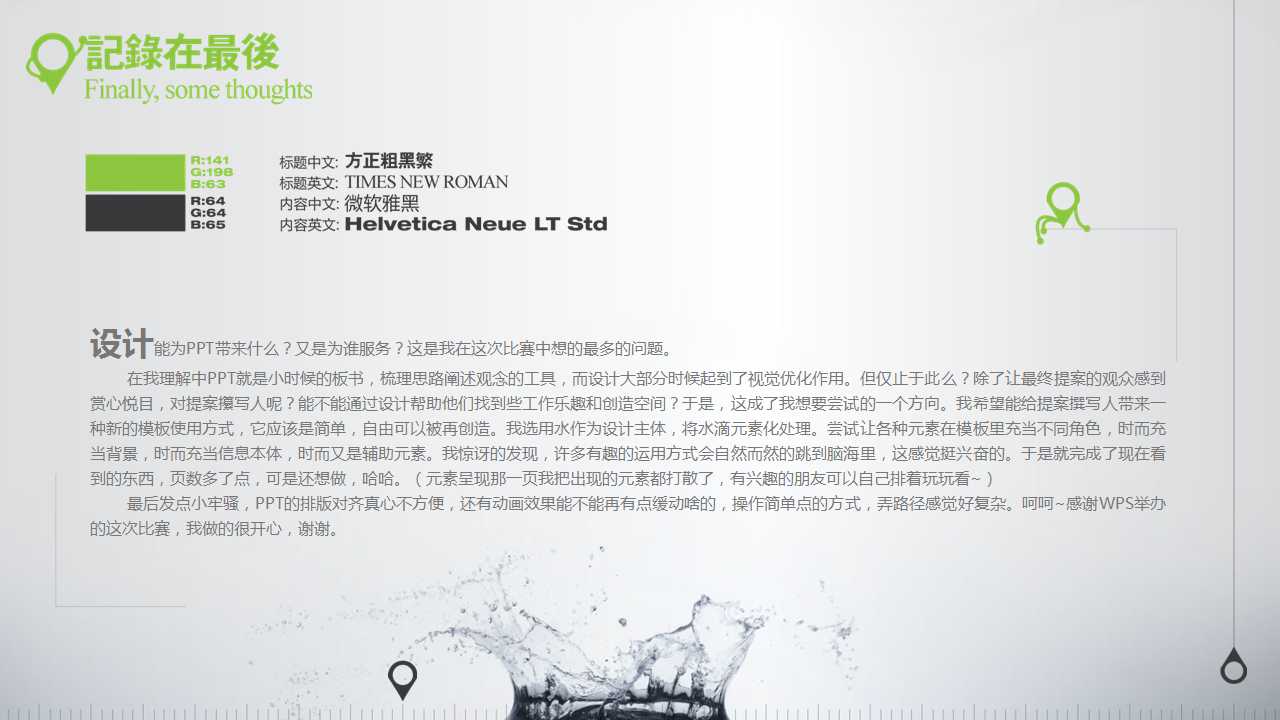 記錄在最後
Finally, some thoughts
R:141
G:198
B:63
R:64
G:64
B:65
标题中文: 方正粗黑繁
标题英文: TIMES NEW ROMAN
内容中文: 微软雅黑
内容英文: Helvetica Neue LT Std
设计能为PPT带来什么？又是为谁服务？这是我在这次比赛中想的最多的问题。
在我理解中PPT就是小时候的板书，梳理思路阐述观念的工具，而设计大部分时候起到了视觉优化作用。但仅止于此么？除了让最终提案的观众感到
赏心悦目，对提案撰写人呢？能不能通过设计帮助他们找到些工作乐趣和创造空间？于是，这成了我想要尝试的一个方向。我希望能给提案撰写人带来一
种新的模板使用方式，它应该是简单，自由可以被再创造。我选用水作为设计主体，将水滴元素化处理。尝试让各种元素在模板里充当不同角色，时而充
当背景，时而充当信息本体，时而又是辅助元素。我惊讶的发现，许多有趣的运用方式会自然而然的跳到脑海里，这感觉挺兴奋的。于是就完成了现在看
到的东西，页数多了点，可是还想做，哈哈。（元素呈现那一页我把出现的元素都打散了，有兴趣的朋友可以自己排着玩玩看~）
最后发点小牢骚，PPT的排版对齐真心不方便，还有动画效果能不能再有点缓动啥的，操作简单点的方式，弄路径感觉好复杂。呵呵~感谢WPS举办
的这次比赛，我做的很开心，谢谢。